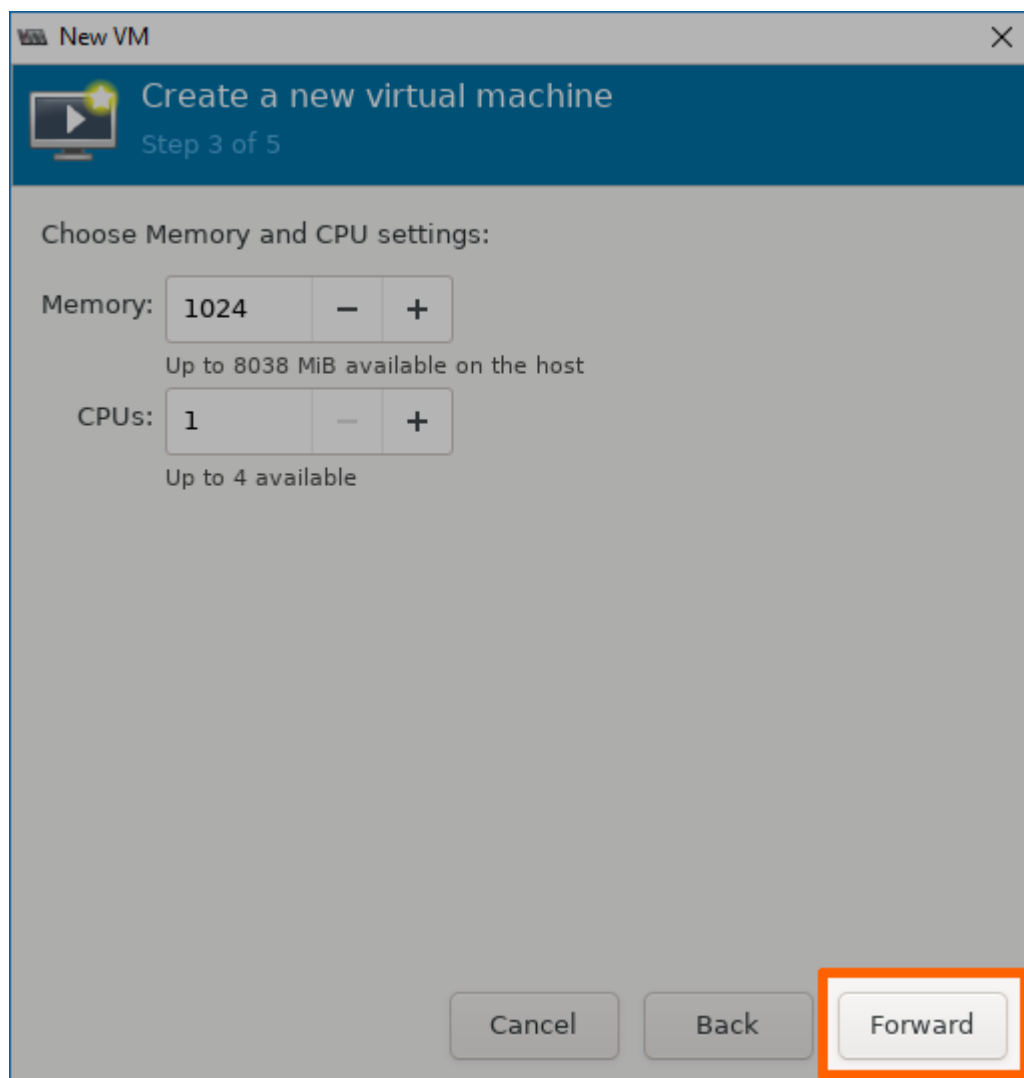 New VM
Create a new virtual machine
Step 3 of 5
Choose Memory and CPU settings:
Memory: 1024 − +
Up to 8038 MiB available on the host
CPUs: 1 − +
Up to 4 available
Cancel Back Forward